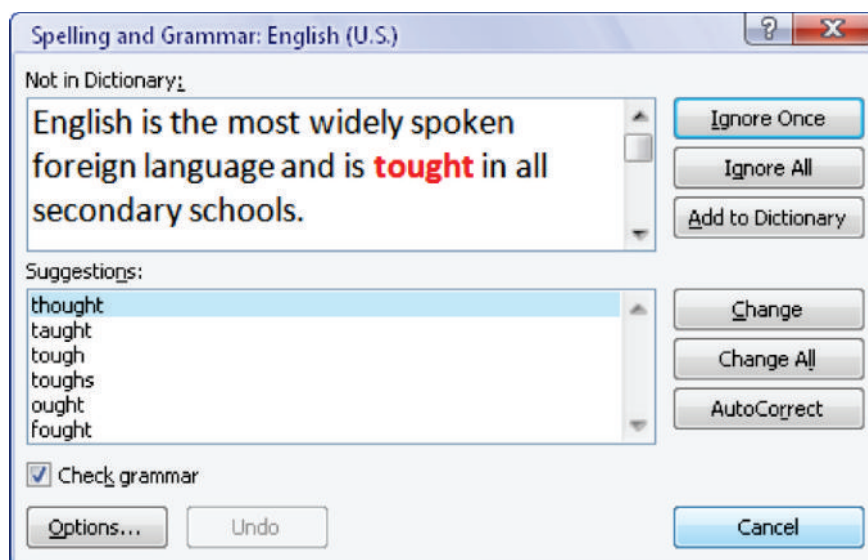 Spelling and Grammar: English (U.S.)
Not in Dictionary:
English is the most widely spoken
foreign language and is tought in all
secondary schools.
Ignore Once
Ignore All
Add to Dictionary
Suggestions:
thought
taught
tough
toughs
ought
fought
Change
Change All
AutoCorrect
Check grammar
Options...
Undo
Cancel